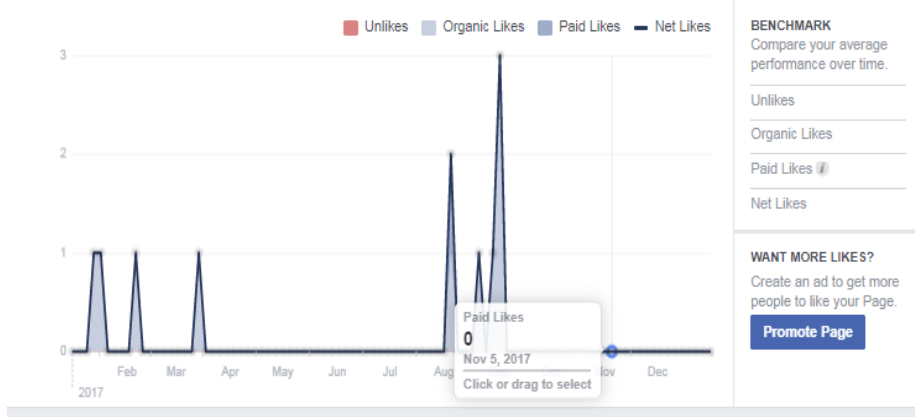 Unlikes Organic Likes Paid Likes Net Likes
3
2
1
0
Feb Mar Apr May Jun Jul Aug Nov Dec
2017
Paid Likes
0
Nov 5, 2017
Click or drag to select
BENCHMARK
Compare your average
performance over time.
Unlikes
Organic Likes
Paid Likes i
Net Likes
WANT MORE LIKES?
Create an ad to get more
people to like your Page.
Promote Page